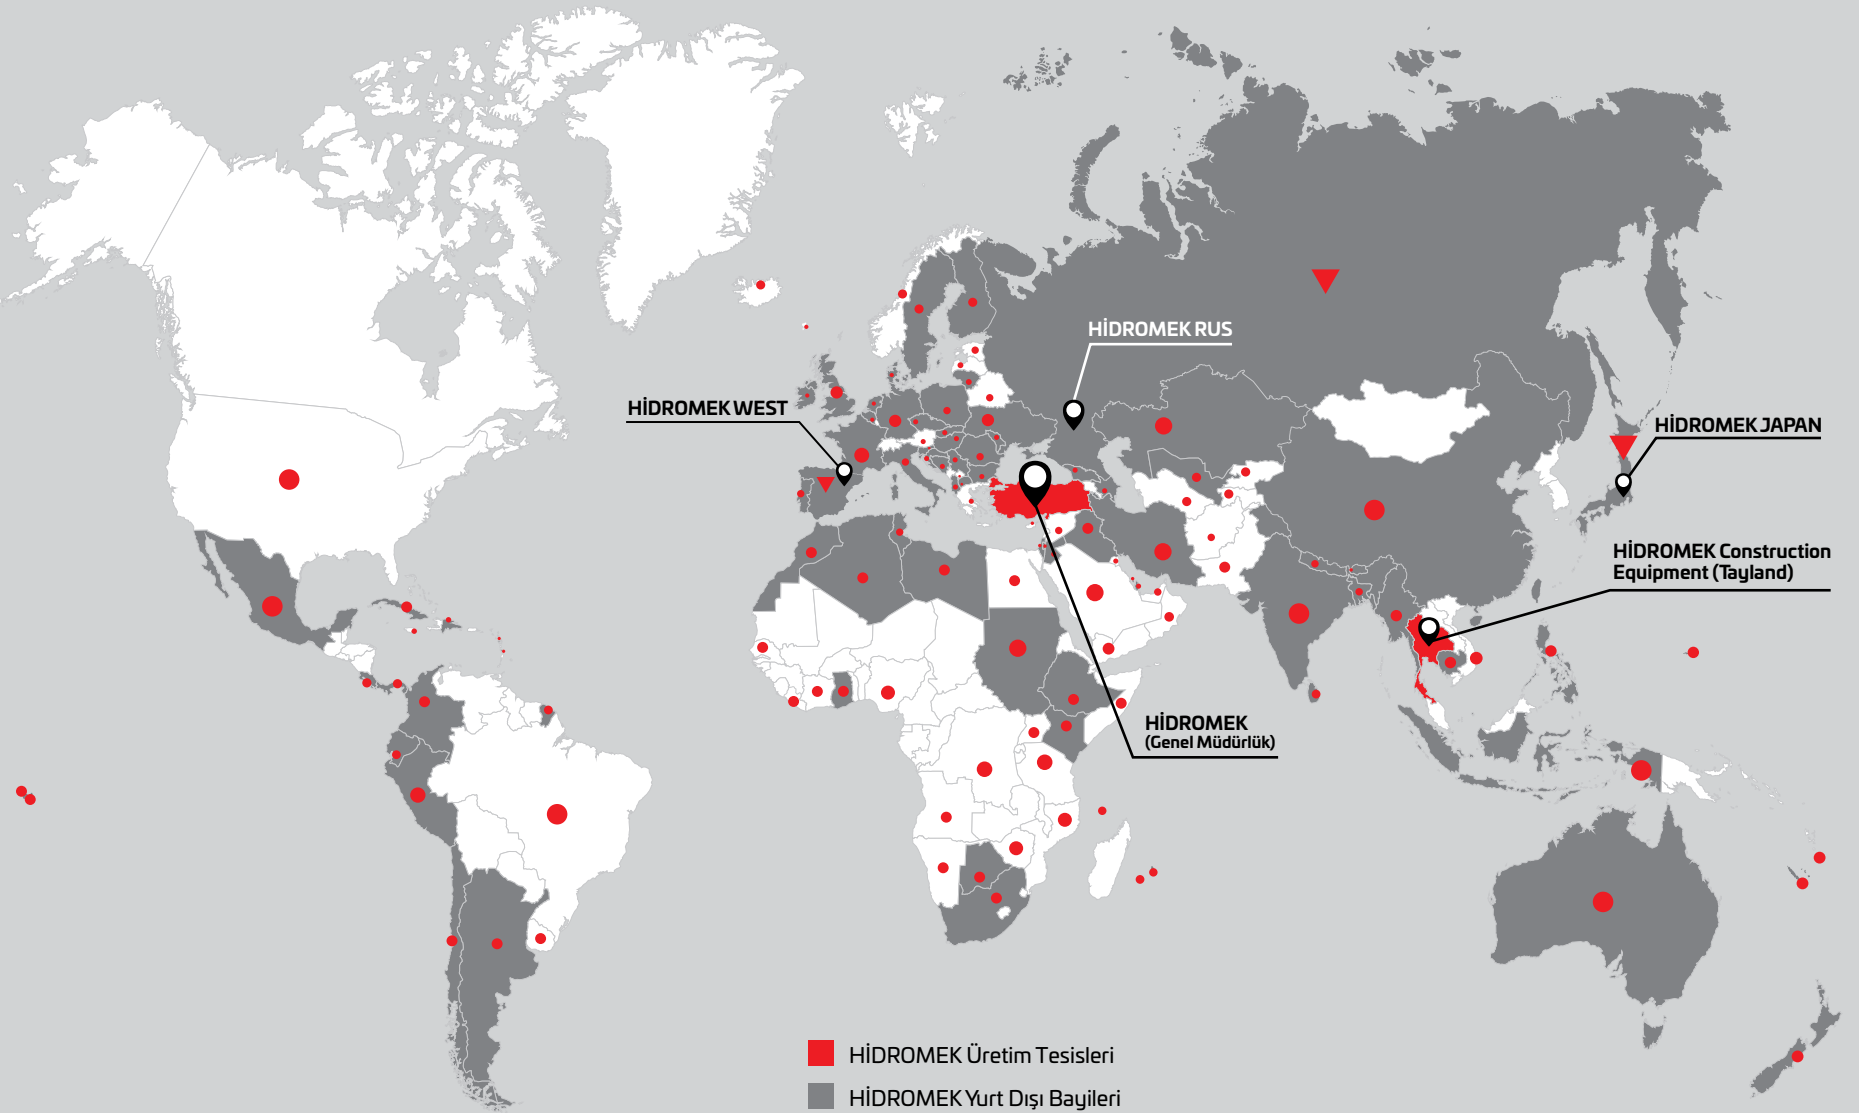 HİDROMEK RUS
HİDROMEK WEST
HİDROMEK JAPAN
HİDROMEK Construction
Equipment (Tayland)
HİDROMEK
(Genel Müdürlük)
HİDROMEK Üretim Tesisleri
HİDROMEK Yurt Dışı Bayileri